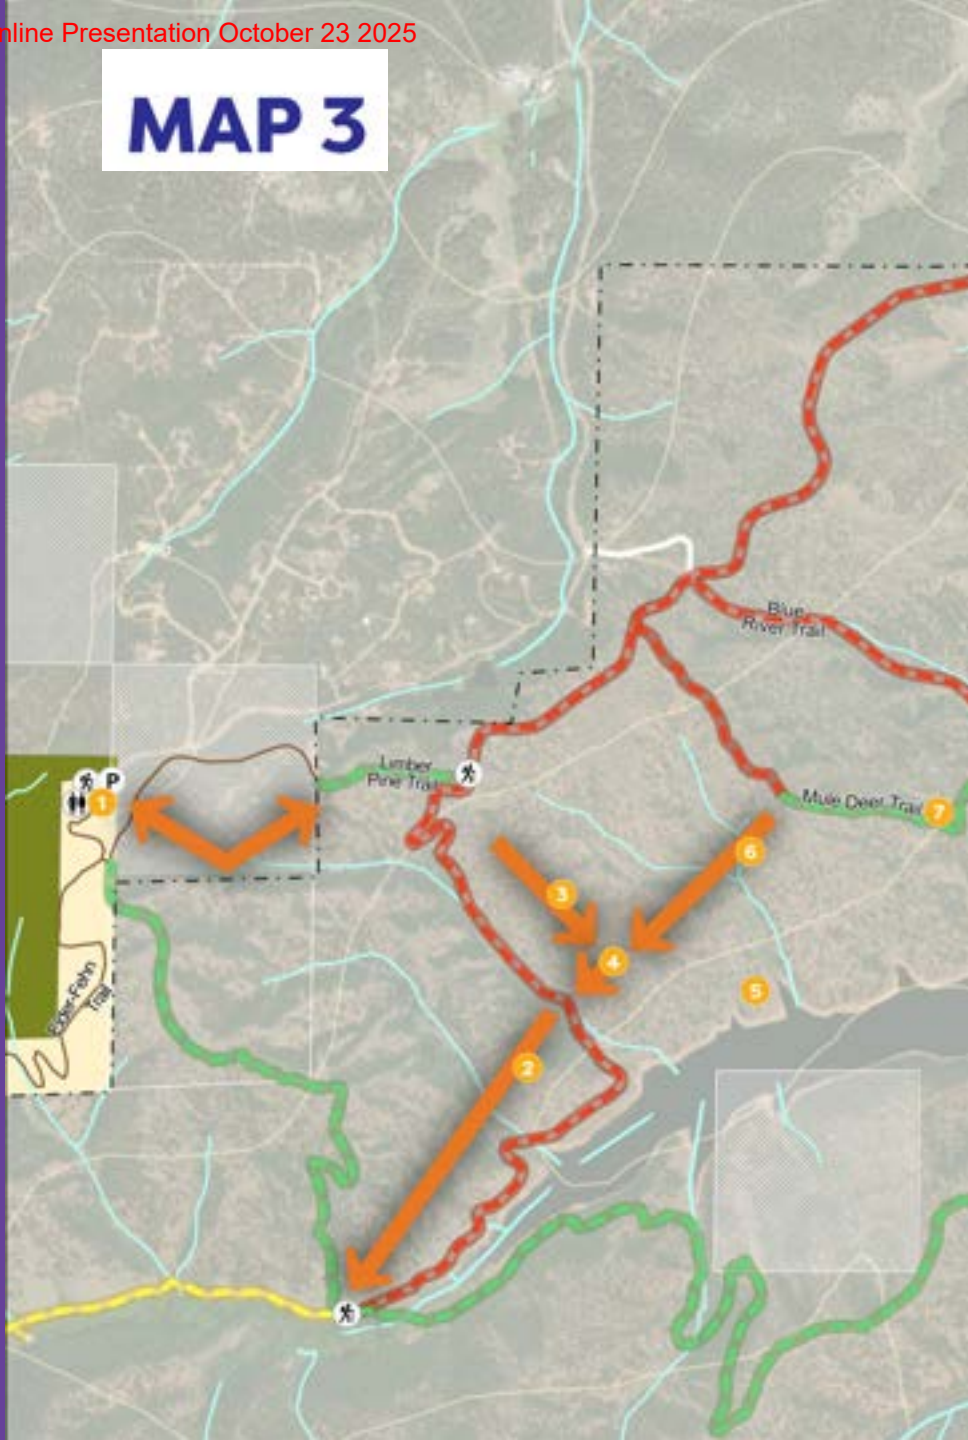 nline Presentation October 23 2025
MAP 3
Blue
River Trail
Limber
Pine Trail
P
1
Mule Deer Trail
7
6
3
4
5
Elder-Fehn
Trail
2